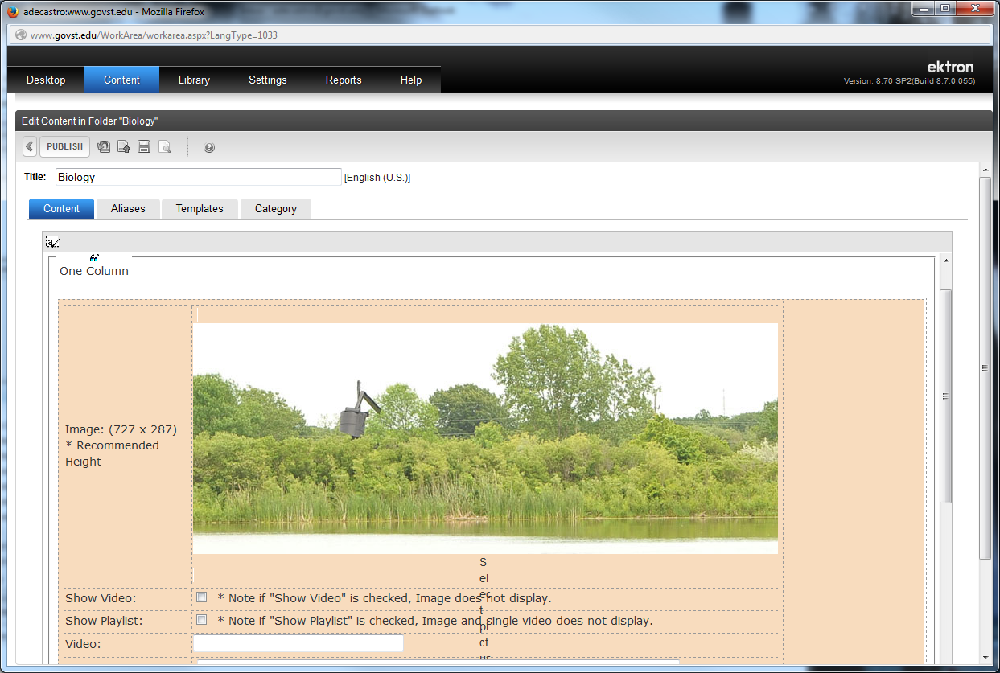 adecastro:www.govst.edu - Mozilla Firefox
www.govst.edu/WorkArea/workarea.aspx?LangType=1033
ektron
Desktop Content Library Settings Reports Help
Version: 8.70 SP2(Build 8.7.0.055)
Edit Content in Folder "Biology"
PUBLISH
Title: Biology [English (U.S.)]
Content Aliases Templates Category
One Column
Image: (727 x 287)
* Recommended
Height
S
el
ec
t
pi
ct
ur
Show Video: * Note if "Show Video" is checked, Image does not display.
Show Playlist: * Note if "Show Playlist" is checked, Image and single video does not display.
Video: